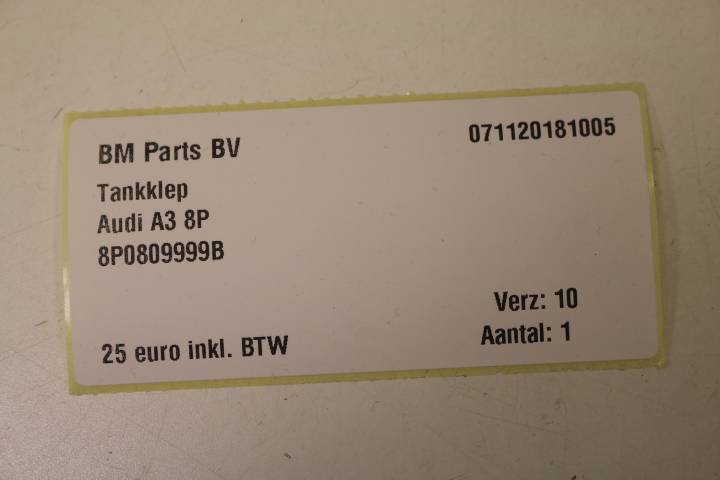 BM Parts BV
071120181005
Tankklep
Audi A3 8P
8P0809999B
Verz: 10
25 euro inkl. BTW
Aantal: 1